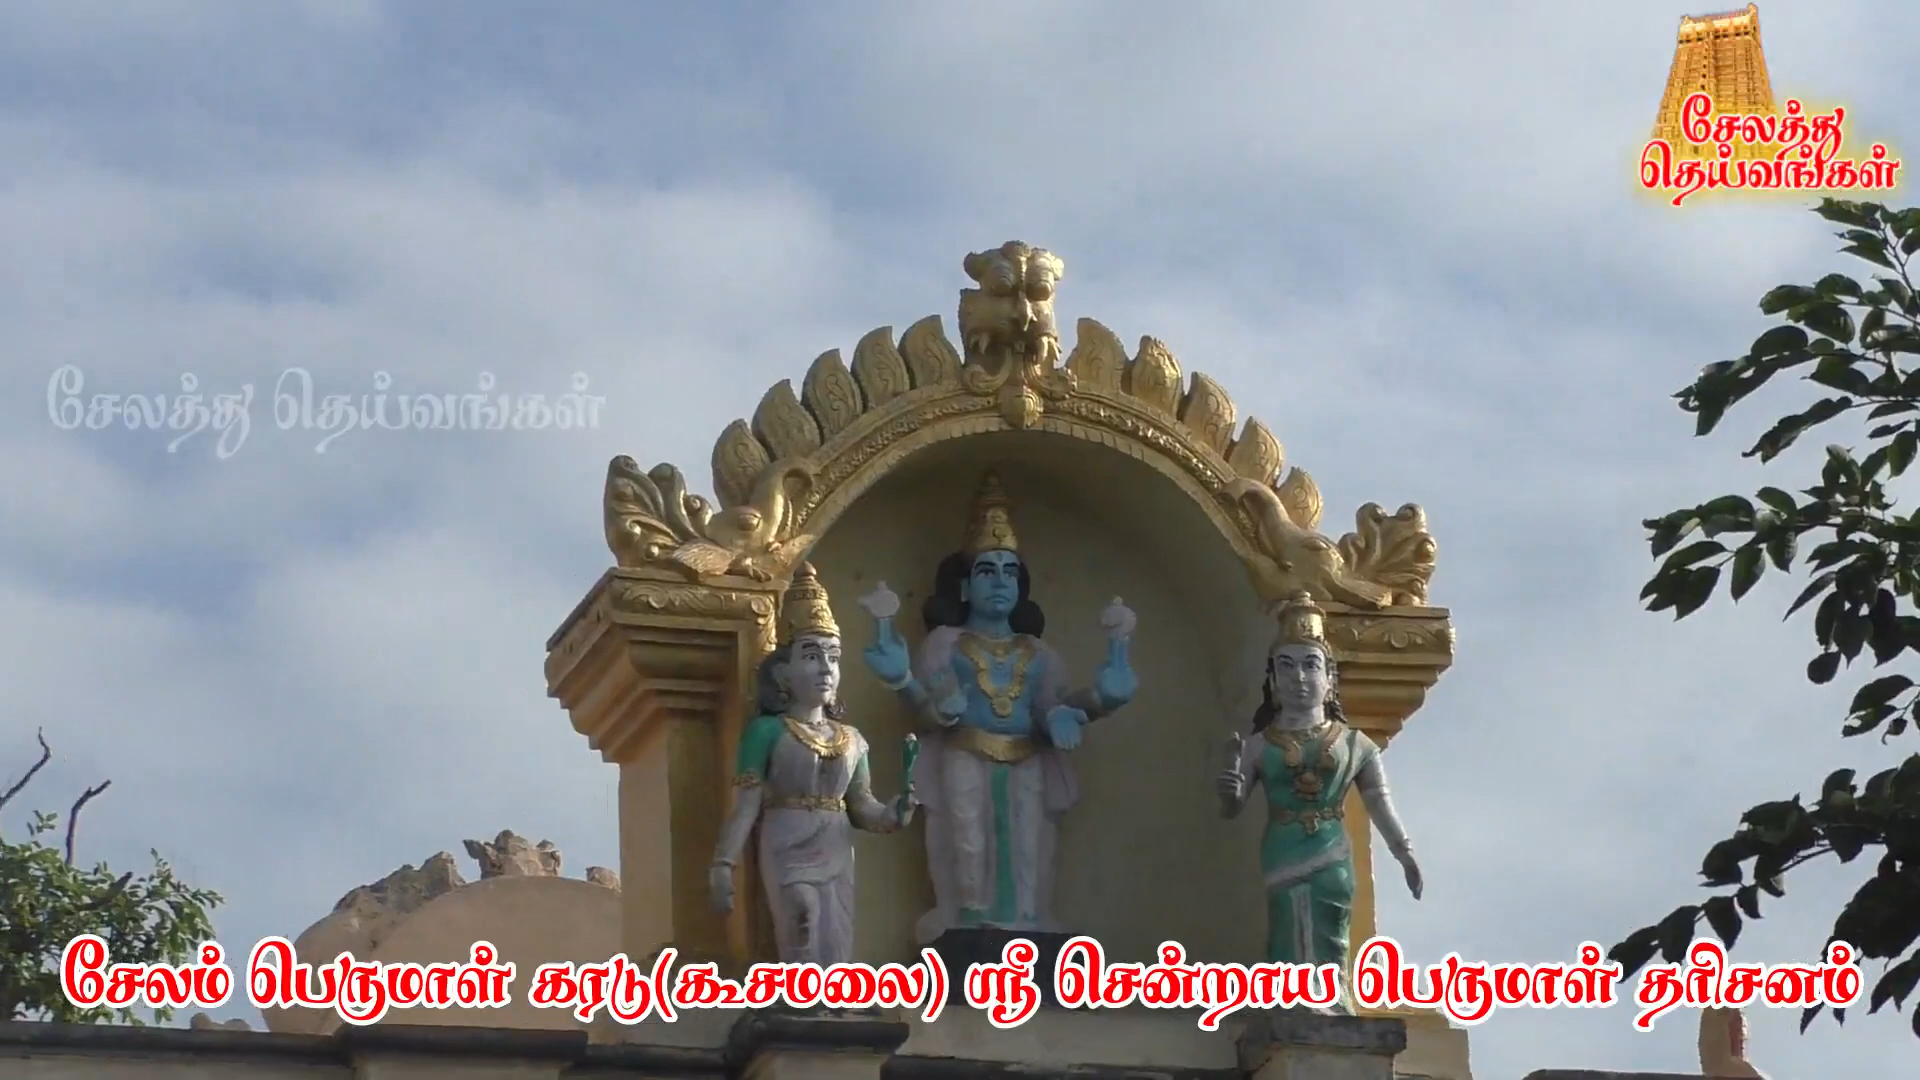 சேலத்து
தெய்வங்கள்
சேலத்து தெய்வங்கள்
சேலம் பெருமாள் கரடு(கூசமலை) ஸ்ரீ சென்றாய பெருமாள் தரிசனம்